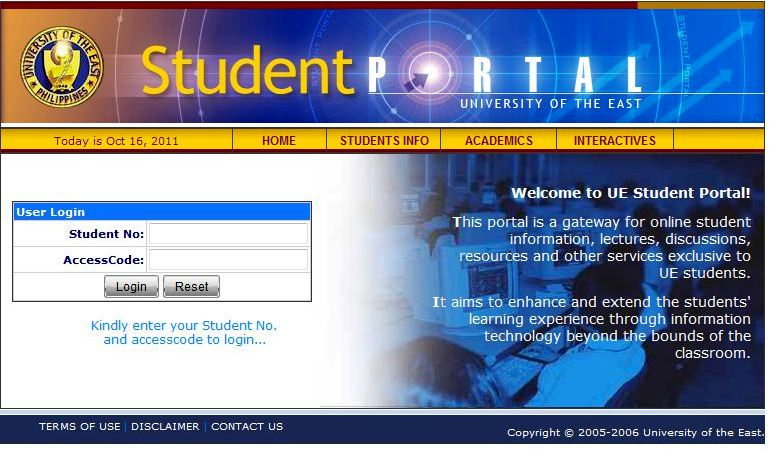 UNIVERSITY OF THE EAST
PHILIPPINES
Student PORTAL
UNIVERSITY OF THE EAST
Today is Oct 16, 2011
HOME
STUDENTS INFO
ACADEMICS
INTERACTIVES
User Login
Student No:
AccessCode:
Login
Reset
Kindly enter your Student No.
and accesscode to login...
Welcome to UE Student Portal!
This portal is a gateway for online student
information, lectures, discussions,
resources and other services exclusive to
UE students.
It aims to enhance and extend the students'
learning experience through information
technology beyond the bounds of the
classroom.
TERMS OF USE | DISCLAIMER | CONTACT US
Copyright © 2005-2006 University of the East.